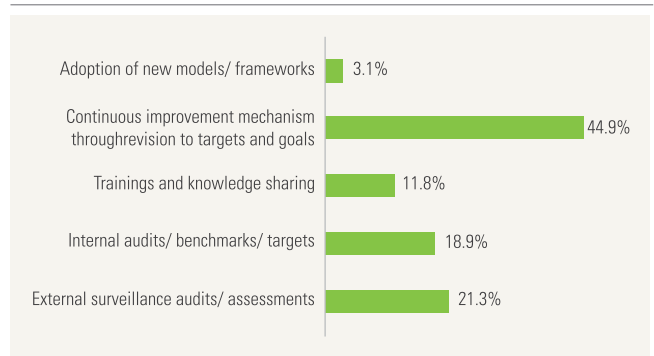 Adoption of new models/ frameworks 3.1%
Continuous improvement mechanism
throughrevision to targets and goals 44.9%
Trainings and knowledge sharing 11.8%
Internal audits/ benchmarks/ targets 18.9%
External surveillance audits/ assessments 21.3%